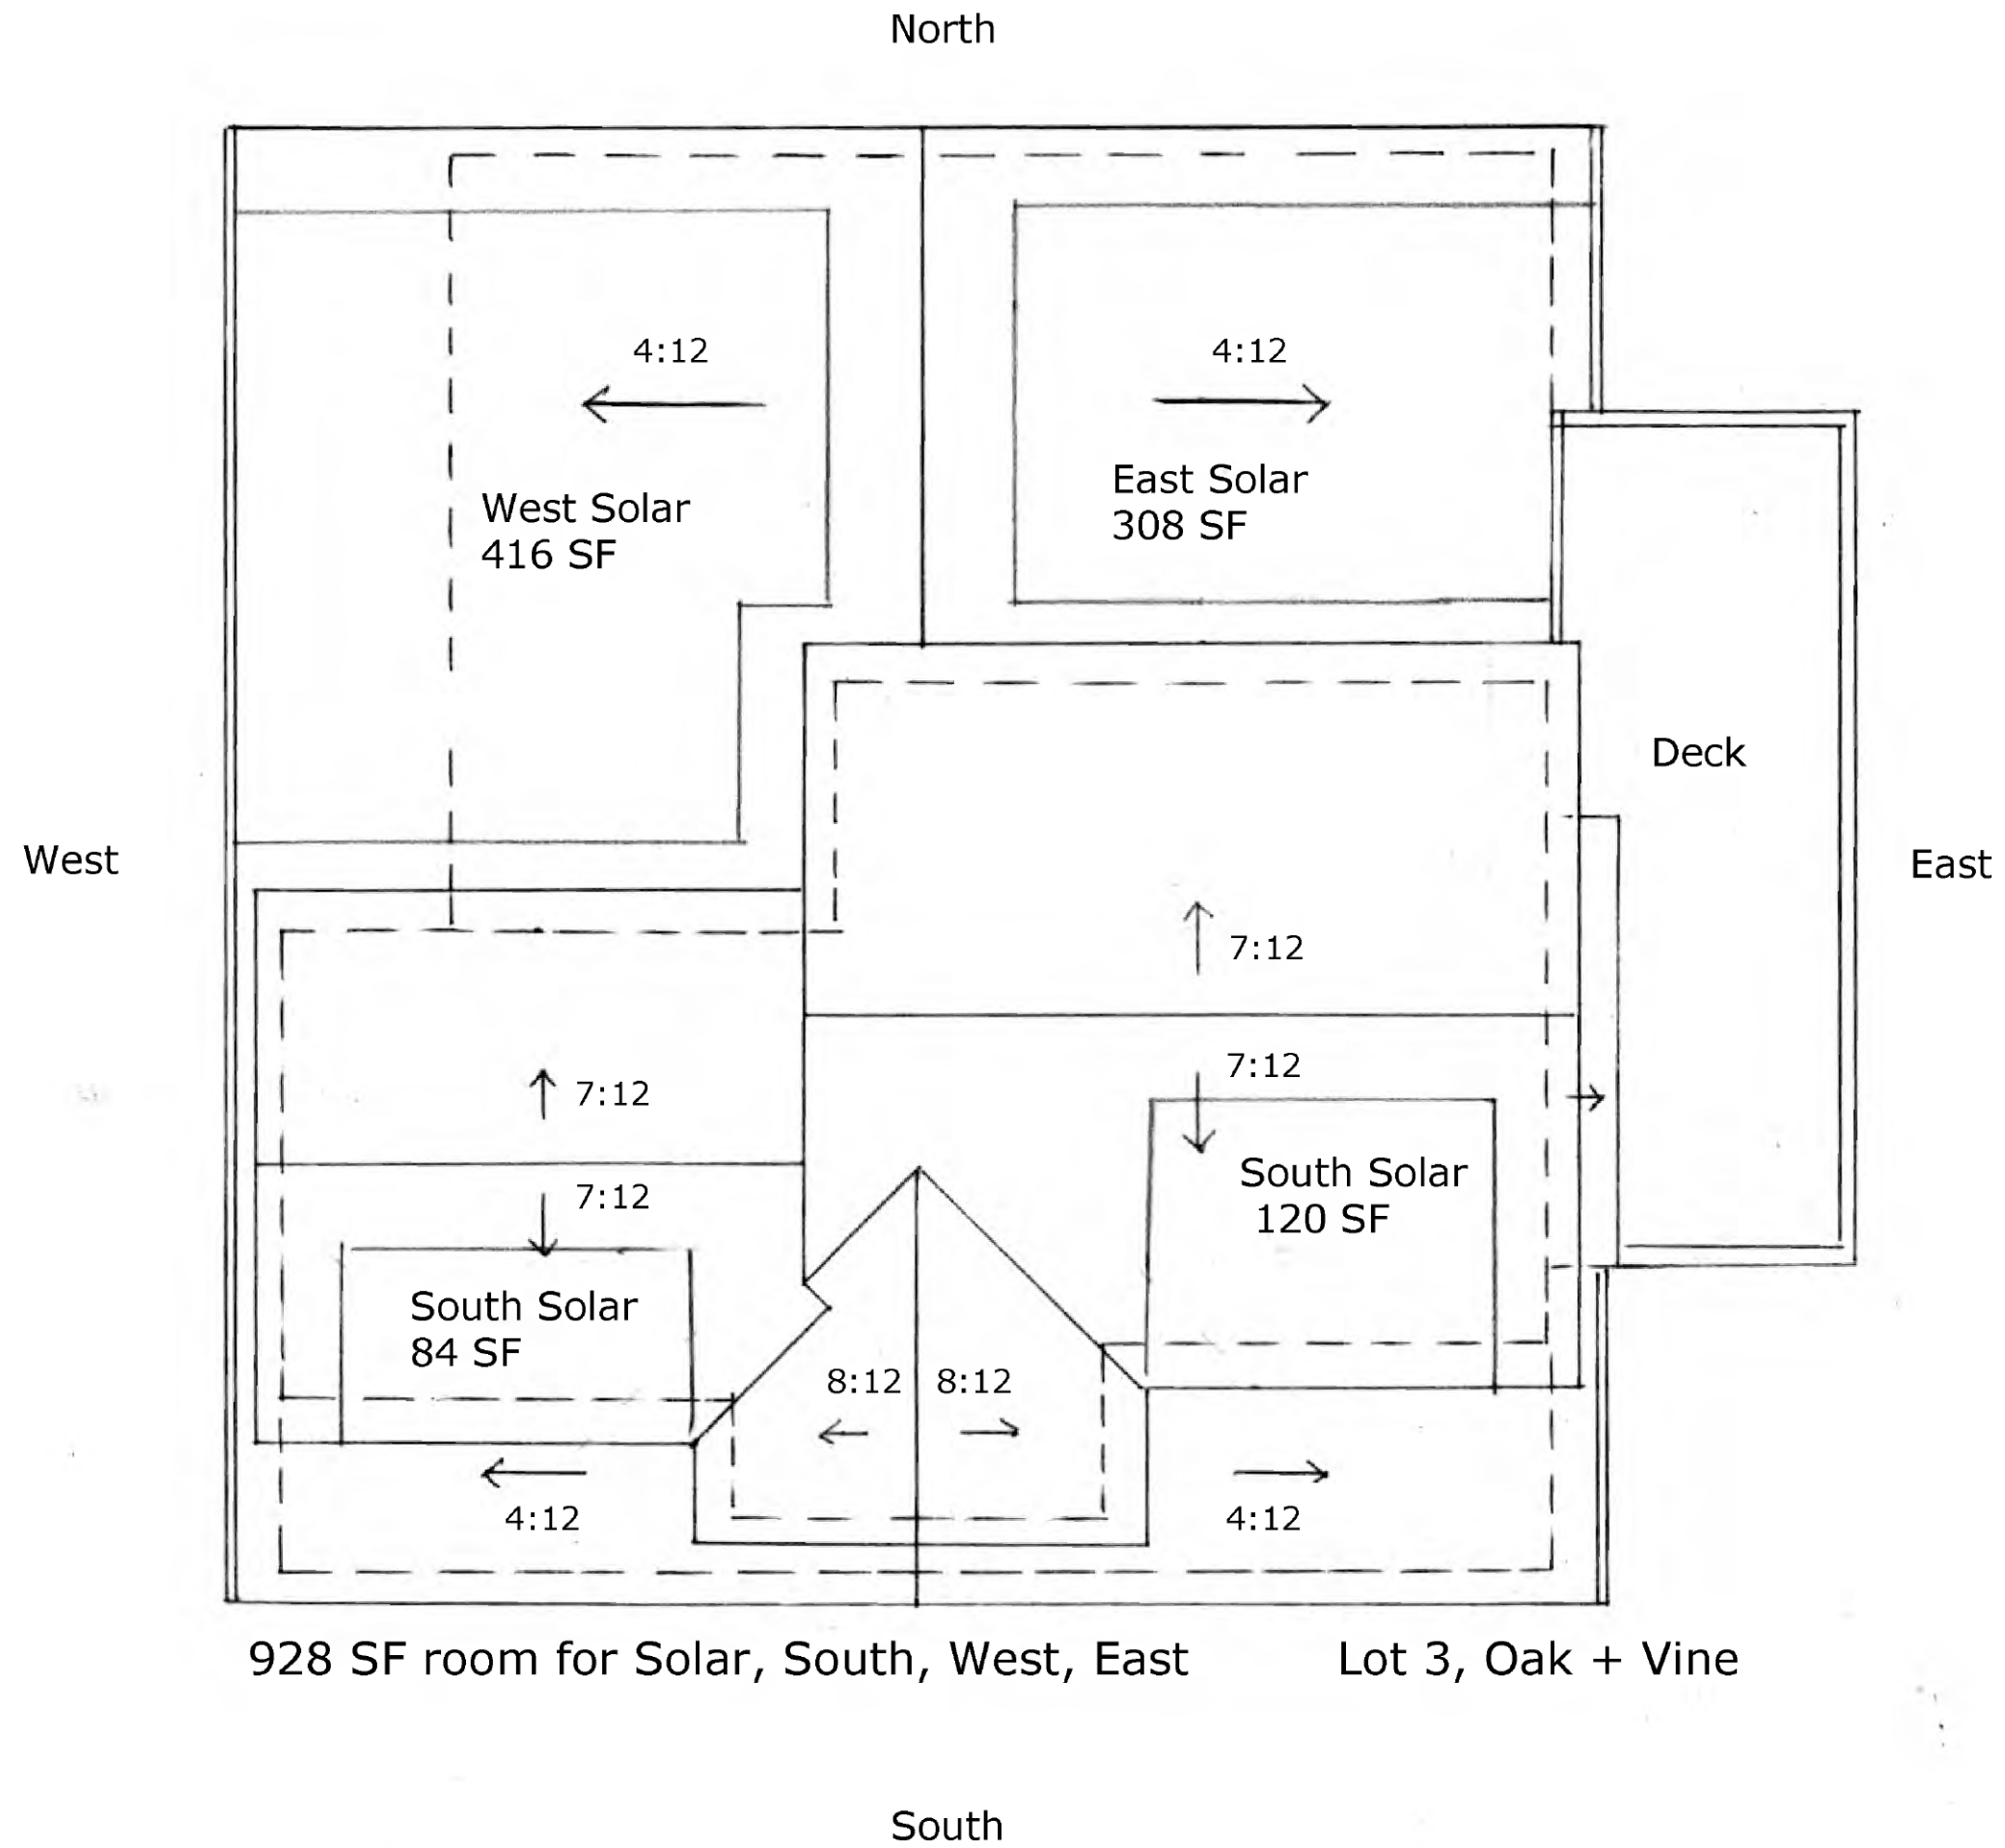 North
4:12
4:12
West Solar
416 SF
East Solar
308 SF
Deck
West
East
7:12
7:12
7:12
7:12
South Solar
120 SF
South Solar
84 SF
8:12
8:12
4:12
4:12
928 SF room for Solar, South, West, East
Lot 3, Oak + Vine
South